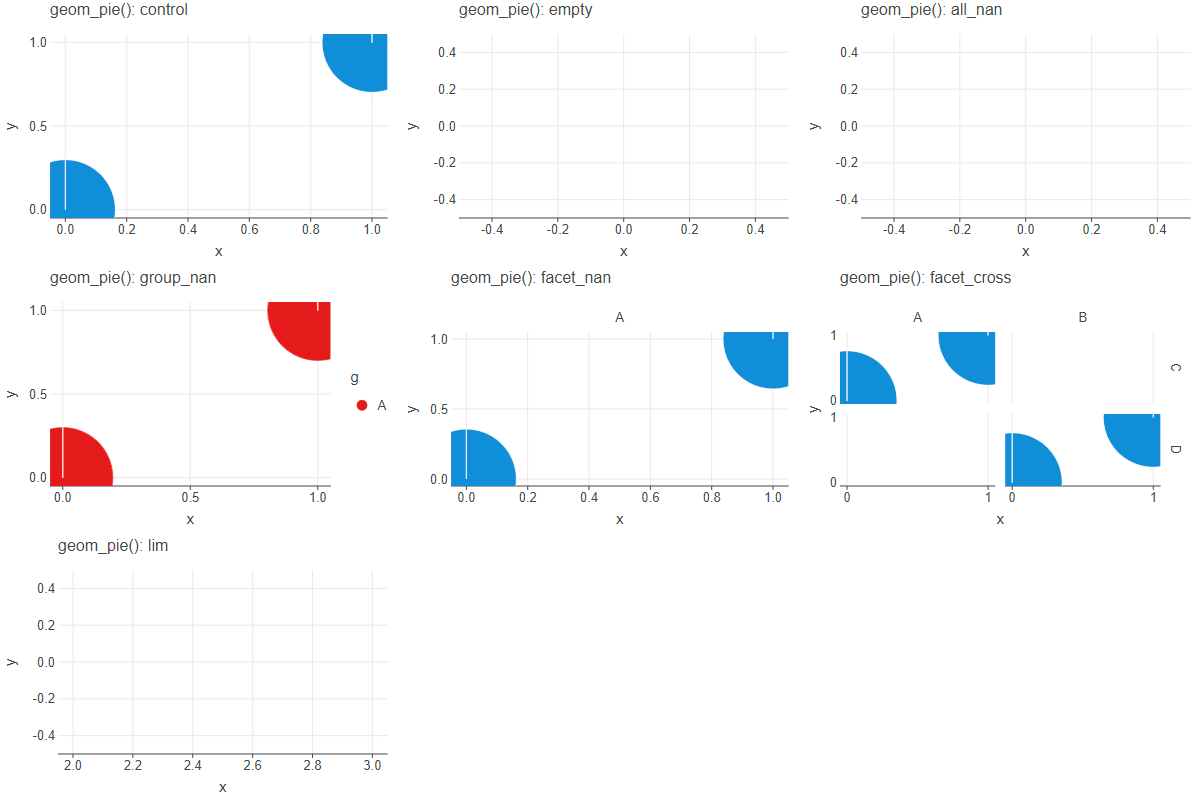 geom_pie(): control
1.0
0.5
0.0
y
0.0 0.2 0.4 0.6 0.8 1.0
x
geom_pie(): empty
0.4
0.2
0.0
-0.2
-0.4
y
-0.4 -0.2 0.0 0.2 0.4
x
geom_pie(): all_nan
0.4
0.2
0.0
-0.2
-0.4
y
-0.4 -0.2 0.0 0.2 0.4
x
geom_pie(): group_nan
1.0
0.5
0.0
y
0.0 0.5 1.0
x
g
A
geom_pie(): facet_nan
A
1.0
0.5
0.0
y
0.0 0.2 0.4 0.6 0.8 1.0
x
geom_pie(): facet_cross
A B
1
0
C
y
1
0
D
0 1 0 1
x
geom_pie(): lim
0.4
0.2
0.0
-0.2
-0.4
y
2.0 2.2 2.4 2.6 2.8 3.0
x